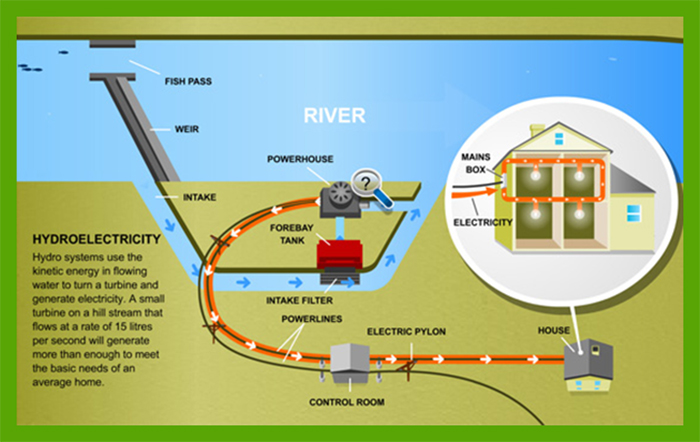 FISH PASS
WEIR
RIVER
POWERHOUSE
?
MAINS
BOX
INTAKE
ELECTRICITY
FOREBAY
TANK
HYDROELECTRICITY
Hydro systems use the
kinetic energy in flowing
water to turn a turbine and
generate electricity. A small
turbine on a hill stream that
flows at a rate of 15 litres
per second will generate
more than enough to meet
the basic needs of an
average home.
INTAKE FILTER
POWERLINES
ELECTRIC PYLON
HOUSE
CONTROL ROOM